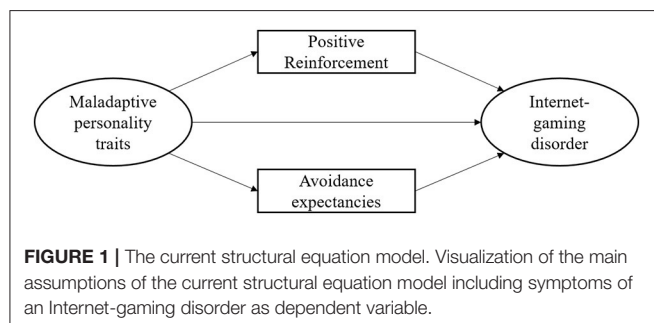 Positive
Reinforcement
Maladaptive
personality
traits
Internet-
gaming
disorder
Avoidance
expectancies
FIGURE 1 | The current structural equation model. Visualization of the main
assumptions of the current structural equation model including symptoms of
an Internet-gaming disorder as dependent variable.